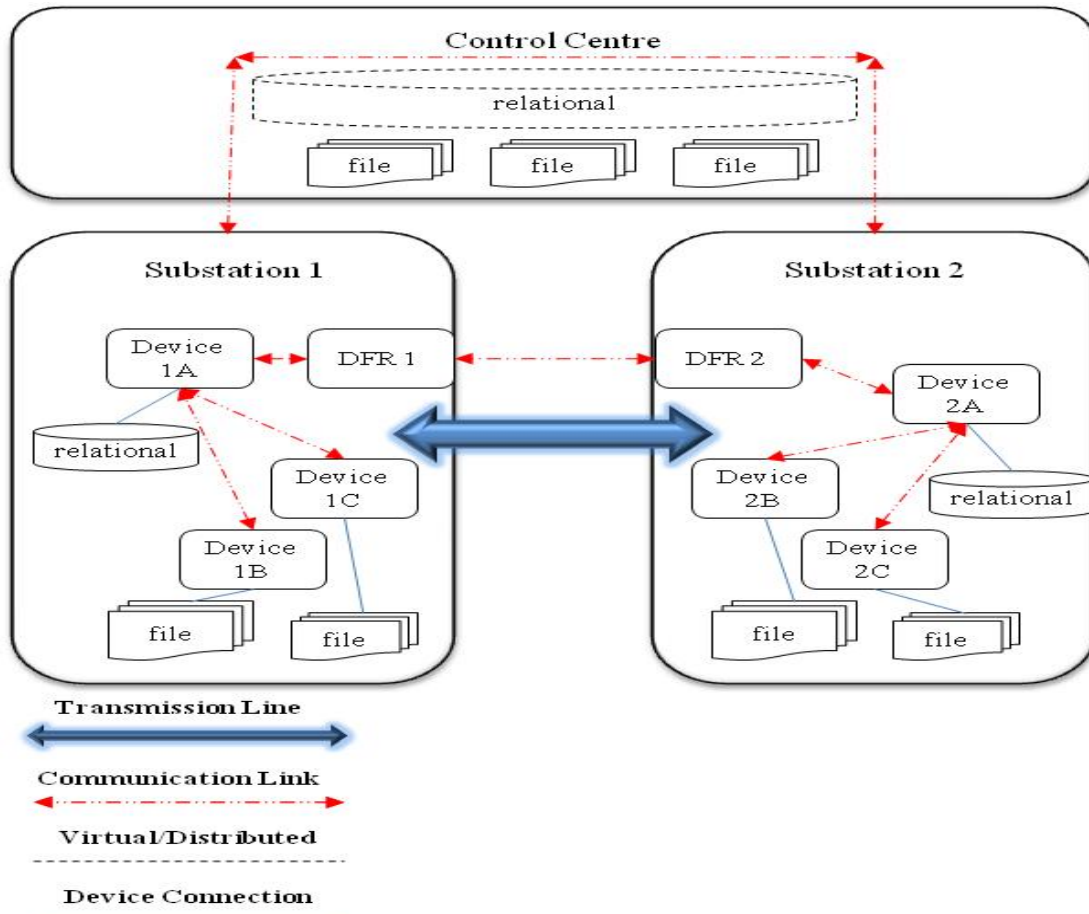 Control Centre
relational
file file file
Substation 1
Substation 2
Device
1A
DFR 1
DFR 2
Device
2A
relational
Device
1C
Device
2B
relational
Device
1B
Device
2C
file
file
file
file
Transmission Line
Communication Link
Virtual/Distributed
Device Connection